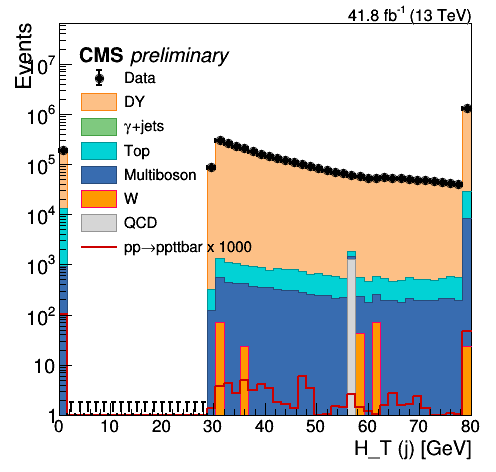 41.8 fb⁻¹ (13 TeV)
Events
CMS preliminary
Data
DY
γ+jets
Top
Multiboson
W
QCD
pp→ppttbar x 1000
10⁷
10⁶
10⁵
10⁴
10³
10²
10
1
0 10 20 30 40 50 60 70 80
H_T (j) [GeV]